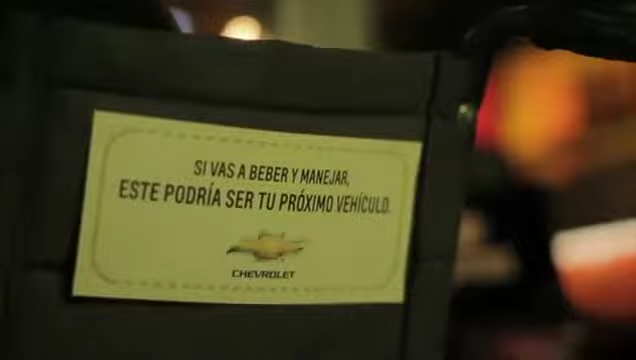 SI VAS A BEBER Y MANEJAR,
ESTE PODRÍA SER TU PRÓXIMO VEHÍCULO.
CHEVROLET